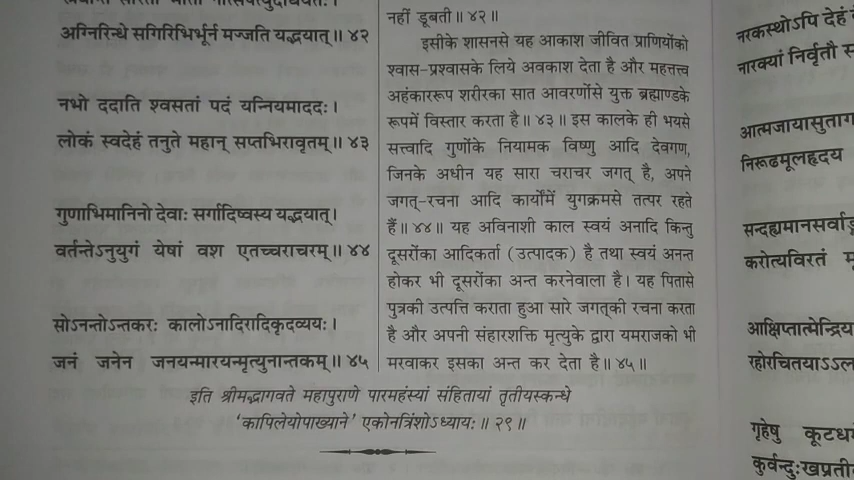 अग्निरिन्धे सगिरिभिर्भूर्न मज्जति यद्भयात्॥ ४२
नभो ददाति श्वसतां पदं यन्नियमाददः।
लोकं स्वदेहं तनुते महान् सप्तभिरावृतम्॥ ४३
गुणाभिमानिनो देवाः सर्गादिष्वस्य यद्भयात्।
वर्तन्तेऽनुयुगं येषां वश एतच्चराचरम्॥ ४४
सोऽनन्तोऽन्तकरः कालोऽनादिरादिकृदव्ययः।
जनं जनेन जनयन्मारयन्मृत्युनान्तकम्॥ ४५
नहीं डूबती॥ ४२॥
इसीके शासनसे यह आकाश जीवित प्राणियोंको
श्वास-प्रश्वासके लिये अवकाश देता है और महत्तत्त्व
अहंकाररूप शरीरका सात आवरणोंसे युक्त ब्रह्माण्डके
रूपमें विस्तार करता है॥ ४३॥ इस कालके ही भयसे
सत्त्वादि गुणोंके नियामक विष्णु आदि देवगण,
जिनके अधीन यह सारा चराचर जगत् है, अपने
जगत्-रचना आदि कार्योंमें युगक्रमसे तत्पर रहते
हैं॥ ४४॥ यह अविनाशी काल स्वयं अनादि किन्तु
दूसरोंका आदिकर्ता (उत्पादक) है तथा स्वयं अनन्त
होकर भी दूसरोंका अन्त करनेवाला है। यह पितासे
पुत्रकी उत्पत्ति कराता हुआ सारे जगत्की रचना करता
है और अपनी संहारशक्ति मृत्युके द्वारा यमराजको भी
मरवाकर इसका अन्त कर देता है॥ ४५॥
इति श्रीमद्भागवते महापुराणे पारमहंस्यां संहितायां तृतीयस्कन्धे
'कापिलेयोपाख्याने' एकोनत्रिंशोऽध्यायः॥ २९॥
नरकस्थोऽपि देहं
नारक्यां निर्वृतौ
आत्मजायासुताग
निरूढमूलहृदय
सन्दह्यमानसर्वाङ्
करोत्यविरतं
आक्षिप्तात्मेन्द्रिय
रहोरचितयाऽऽल
गृहेषु कूटध
कुर्वन्दुःखप्रती